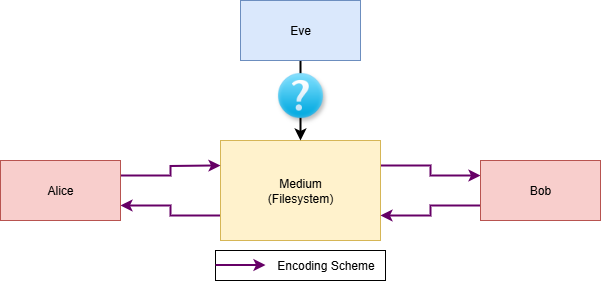 Eve
?
Alice
Medium
(Filesystem)
Bob
Encoding Scheme